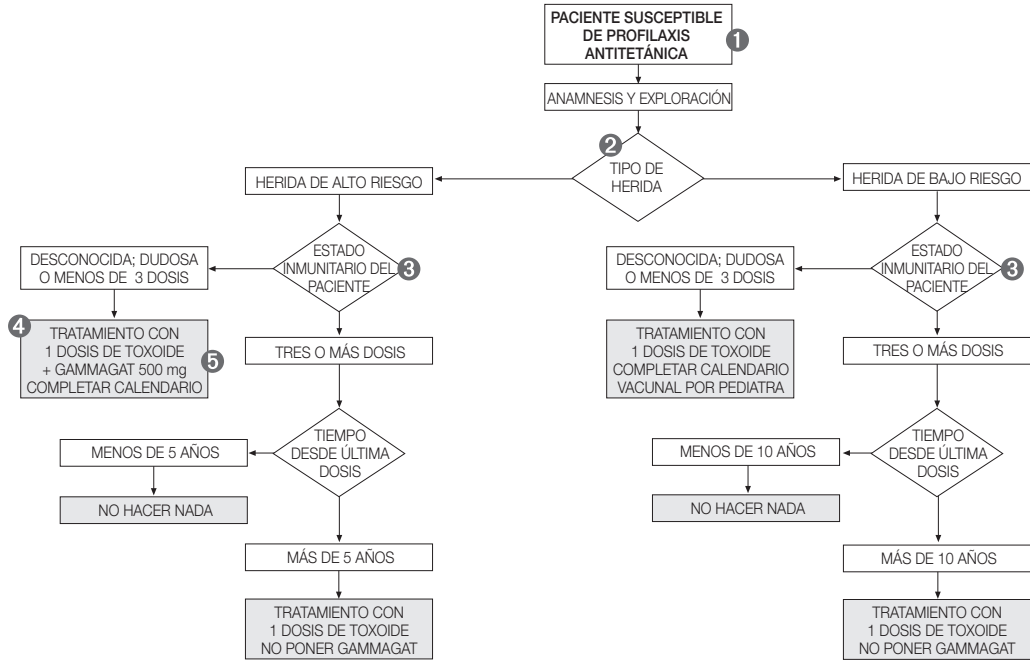 PACIENTE SUSCEPTIBLE
DE PROFILAXIS
ANTITETÁNICA
1
ANAMNESIS Y EXPLORACIÓN
2
TIPO DE
HERIDA
HERIDA DE ALTO RIESGO
ESTADO
INMUNITARIO DEL
PACIENTE
3
DESCONOCIDA; DUDOSA
O MENOS DE 3 DOSIS
4
TRATAMIENTO CON
1 DOSIS DE TOXOIDE
+ GAMMAGAT 500 mg
COMPLETAR CALENDARIO
5
TRES O MÁS DOSIS
TIEMPO
DESDE ÚLTIMA
DOSIS
MENOS DE 5 AÑOS
NO HACER NADA
MÁS DE 5 AÑOS
TRATAMIENTO CON
1 DOSIS DE TOXOIDE
NO PONER GAMMAGAT
HERIDA DE BAJO RIESGO
ESTADO
INMUNITARIO DEL
PACIENTE
3
DESCONOCIDA; DUDOSA
O MENOS DE 3 DOSIS
TRATAMIENTO CON
1 DOSIS DE TOXOIDE
COMPLETAR CALENDARIO
VACUNAL POR PEDIATRA
TRES O MÁS DOSIS
TIEMPO
DESDE ÚLTIMA
DOSIS
MENOS DE 10 AÑOS
NO HACER NADA
MÁS DE 10 AÑOS
TRATAMIENTO CON
1 DOSIS DE TOXOIDE
NO PONER GAMMAGAT